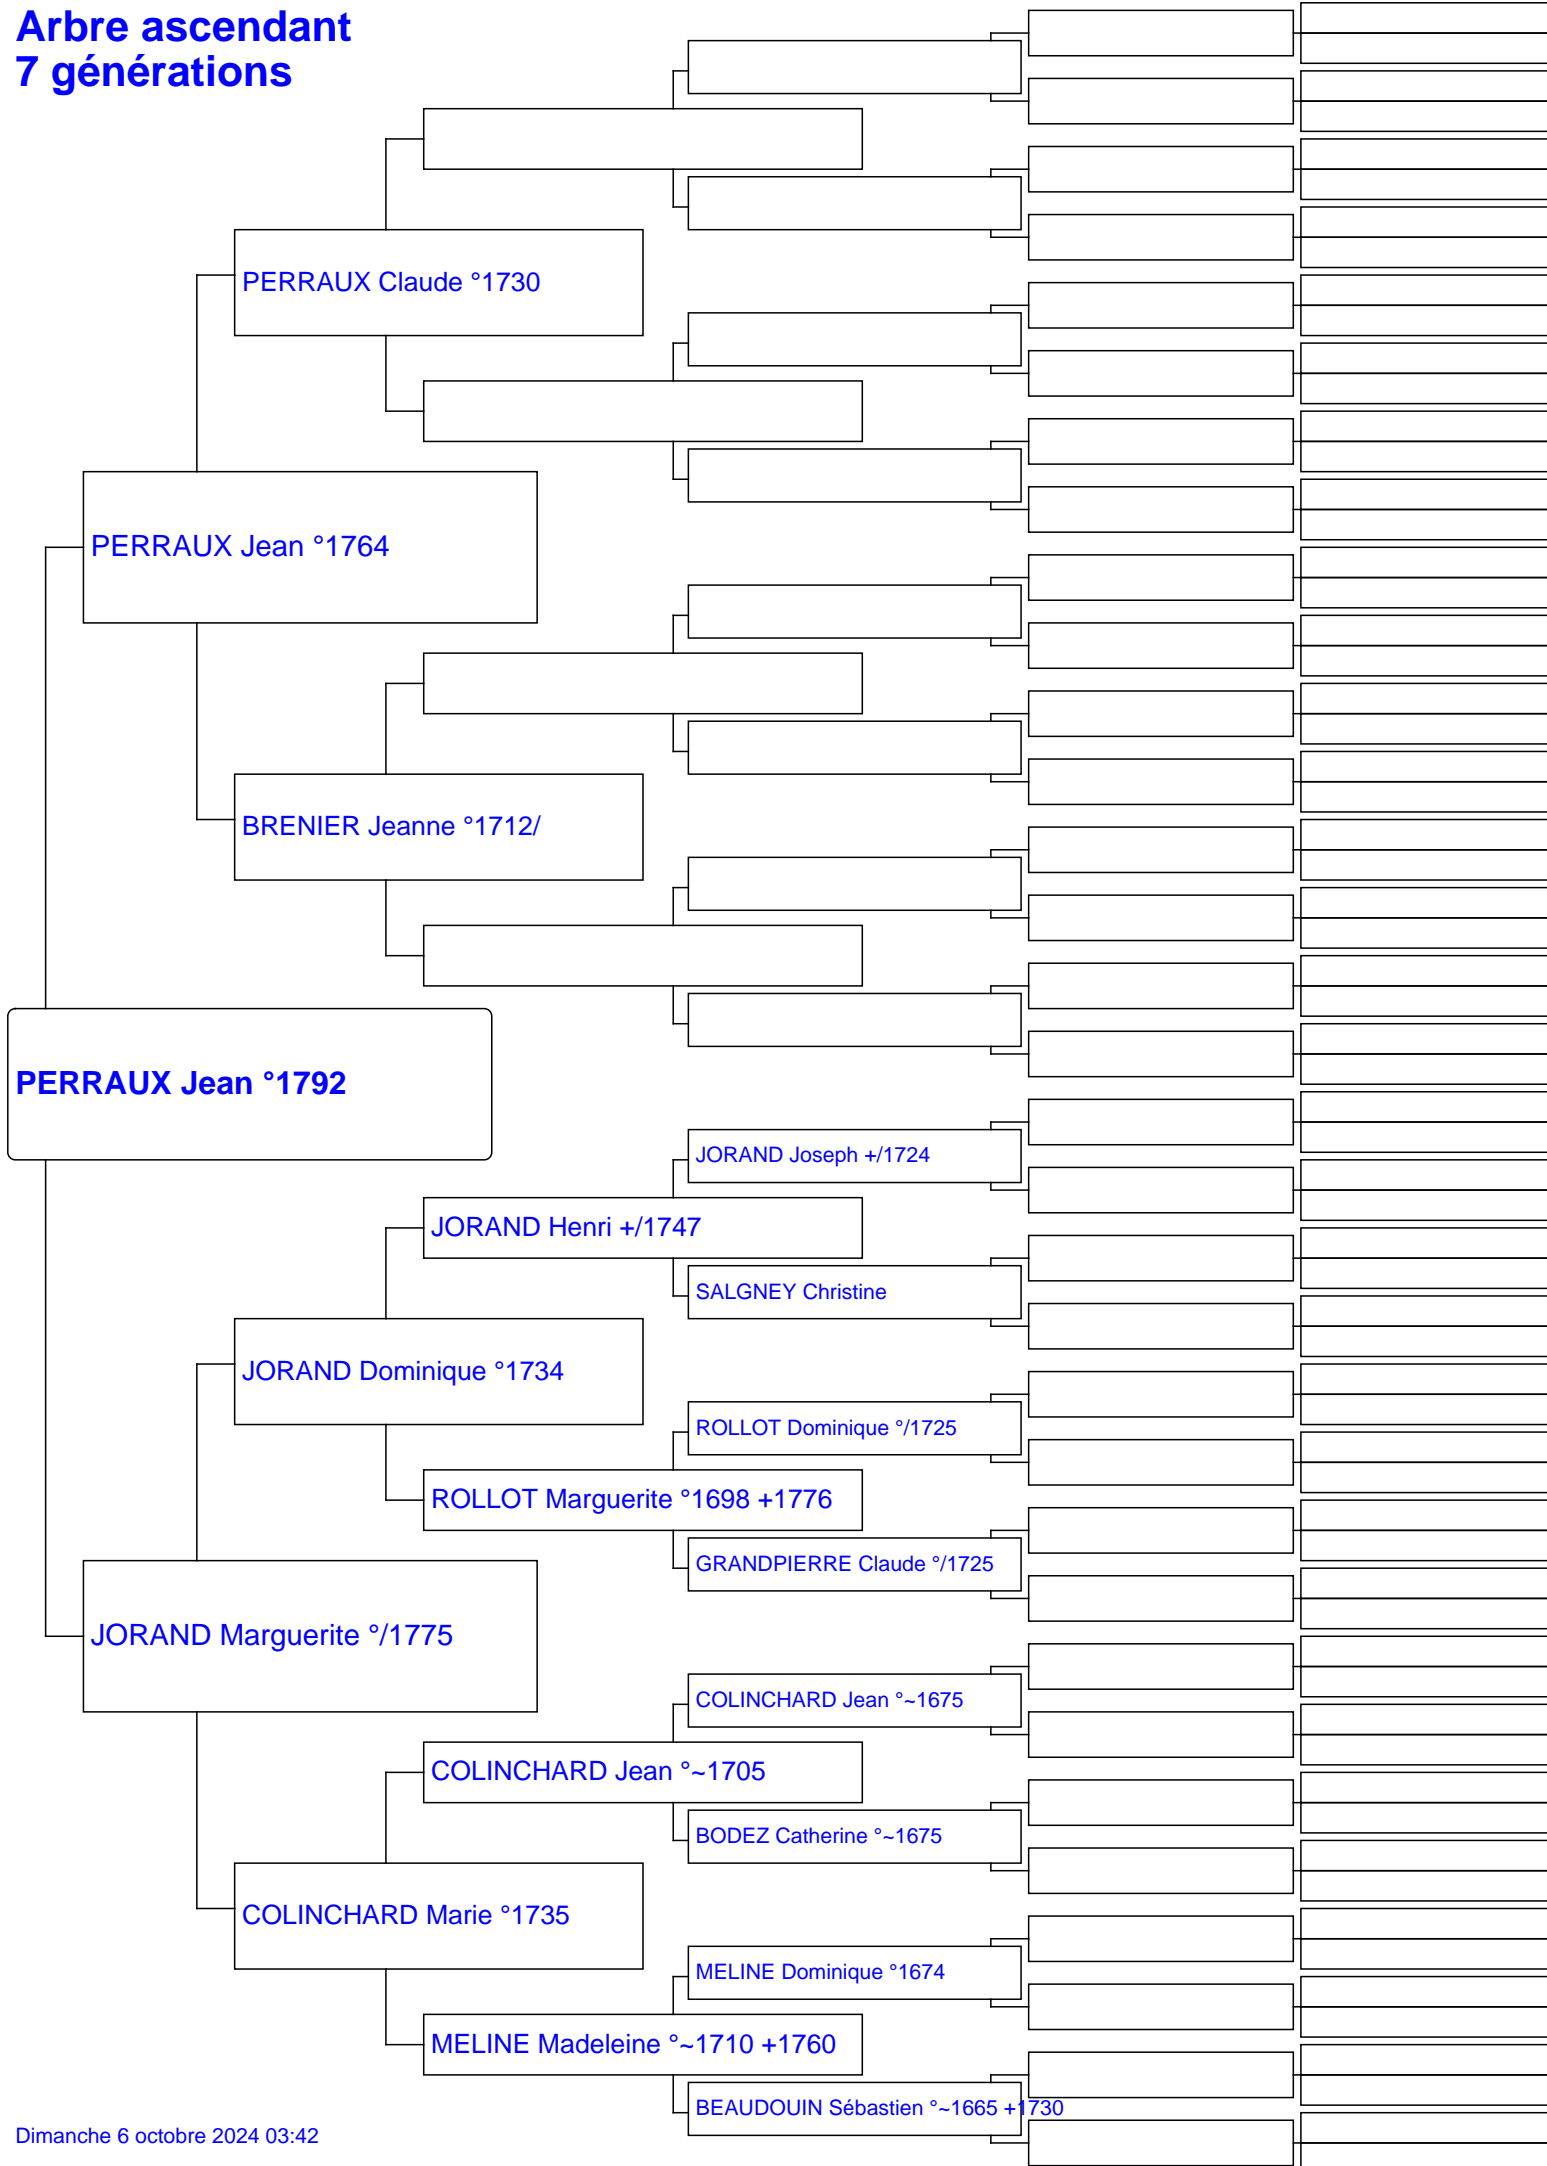 Arbre ascendant
7 générations
PERRAUX Claude °1730
PERRAUX Jean °1764
BRENIER Jeanne °1712/
PERRAUX Jean °1792
JORAND Joseph +/1724
JORAND Henri +/1747
SALGNEY Christine
JORAND Dominique °1734
ROLLOT Dominique °/1725
ROLLOT Marguerite °1698 +1776
GRANDPIERRE Claude °/1725
JORAND Marguerite °/1775
COLINCHARD Jean °~1675
COLINCHARD Jean °~1705
BODEZ Catherine °~1675
COLINCHARD Marie °1735
MELINE Dominique °1674
MELINE Madeleine °~1710 +1760
BEAUDOUIN Sébastien °~1665 +1730
Dimanche 6 octobre 2024 03:42